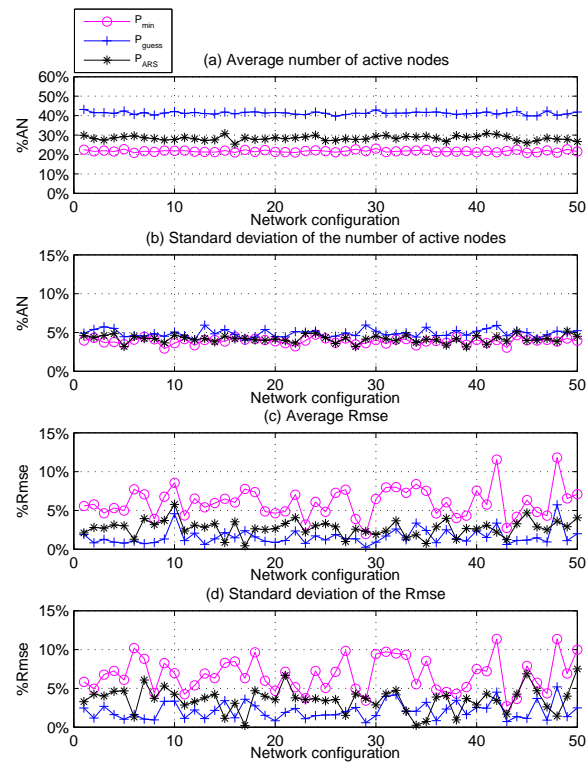 P_min
P_guess
P_ARS
(a) Average number of active nodes
60%
50%
40%
30%
20%
10%
0%
%AN
0 10 20 30 40 50
Network configuration
(b) Standard deviation of the number of active nodes
15%
10%
5%
0%
%AN
0 10 20 30 40 50
Network configuration
(c) Average Rmse
15%
10%
5%
0%
%Rmse
0 10 20 30 40 50
Network configuration
(d) Standard deviation of the Rmse
15%
10%
5%
0%
%Rmse
0 10 20 30 40 50
Network configuration